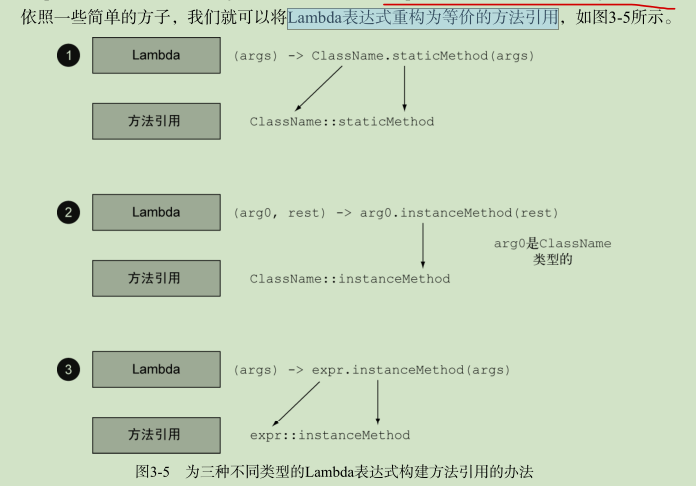 依照一些简单的方子，我们就可以将Lambda表达式重构为等价的方法引用，如图3-5所示。
1 Lambda (args) -> ClassName.staticMethod(args)
方法引用 ClassName::staticMethod
2 Lambda (arg0, rest) -> arg0.instanceMethod(rest)
arg0是ClassName
类型的
方法引用 ClassName::instanceMethod
3 Lambda (args) -> expr.instanceMethod(args)
方法引用 expr::instanceMethod
图3-5 为三种不同类型的Lambda表达式构建方法引用的办法